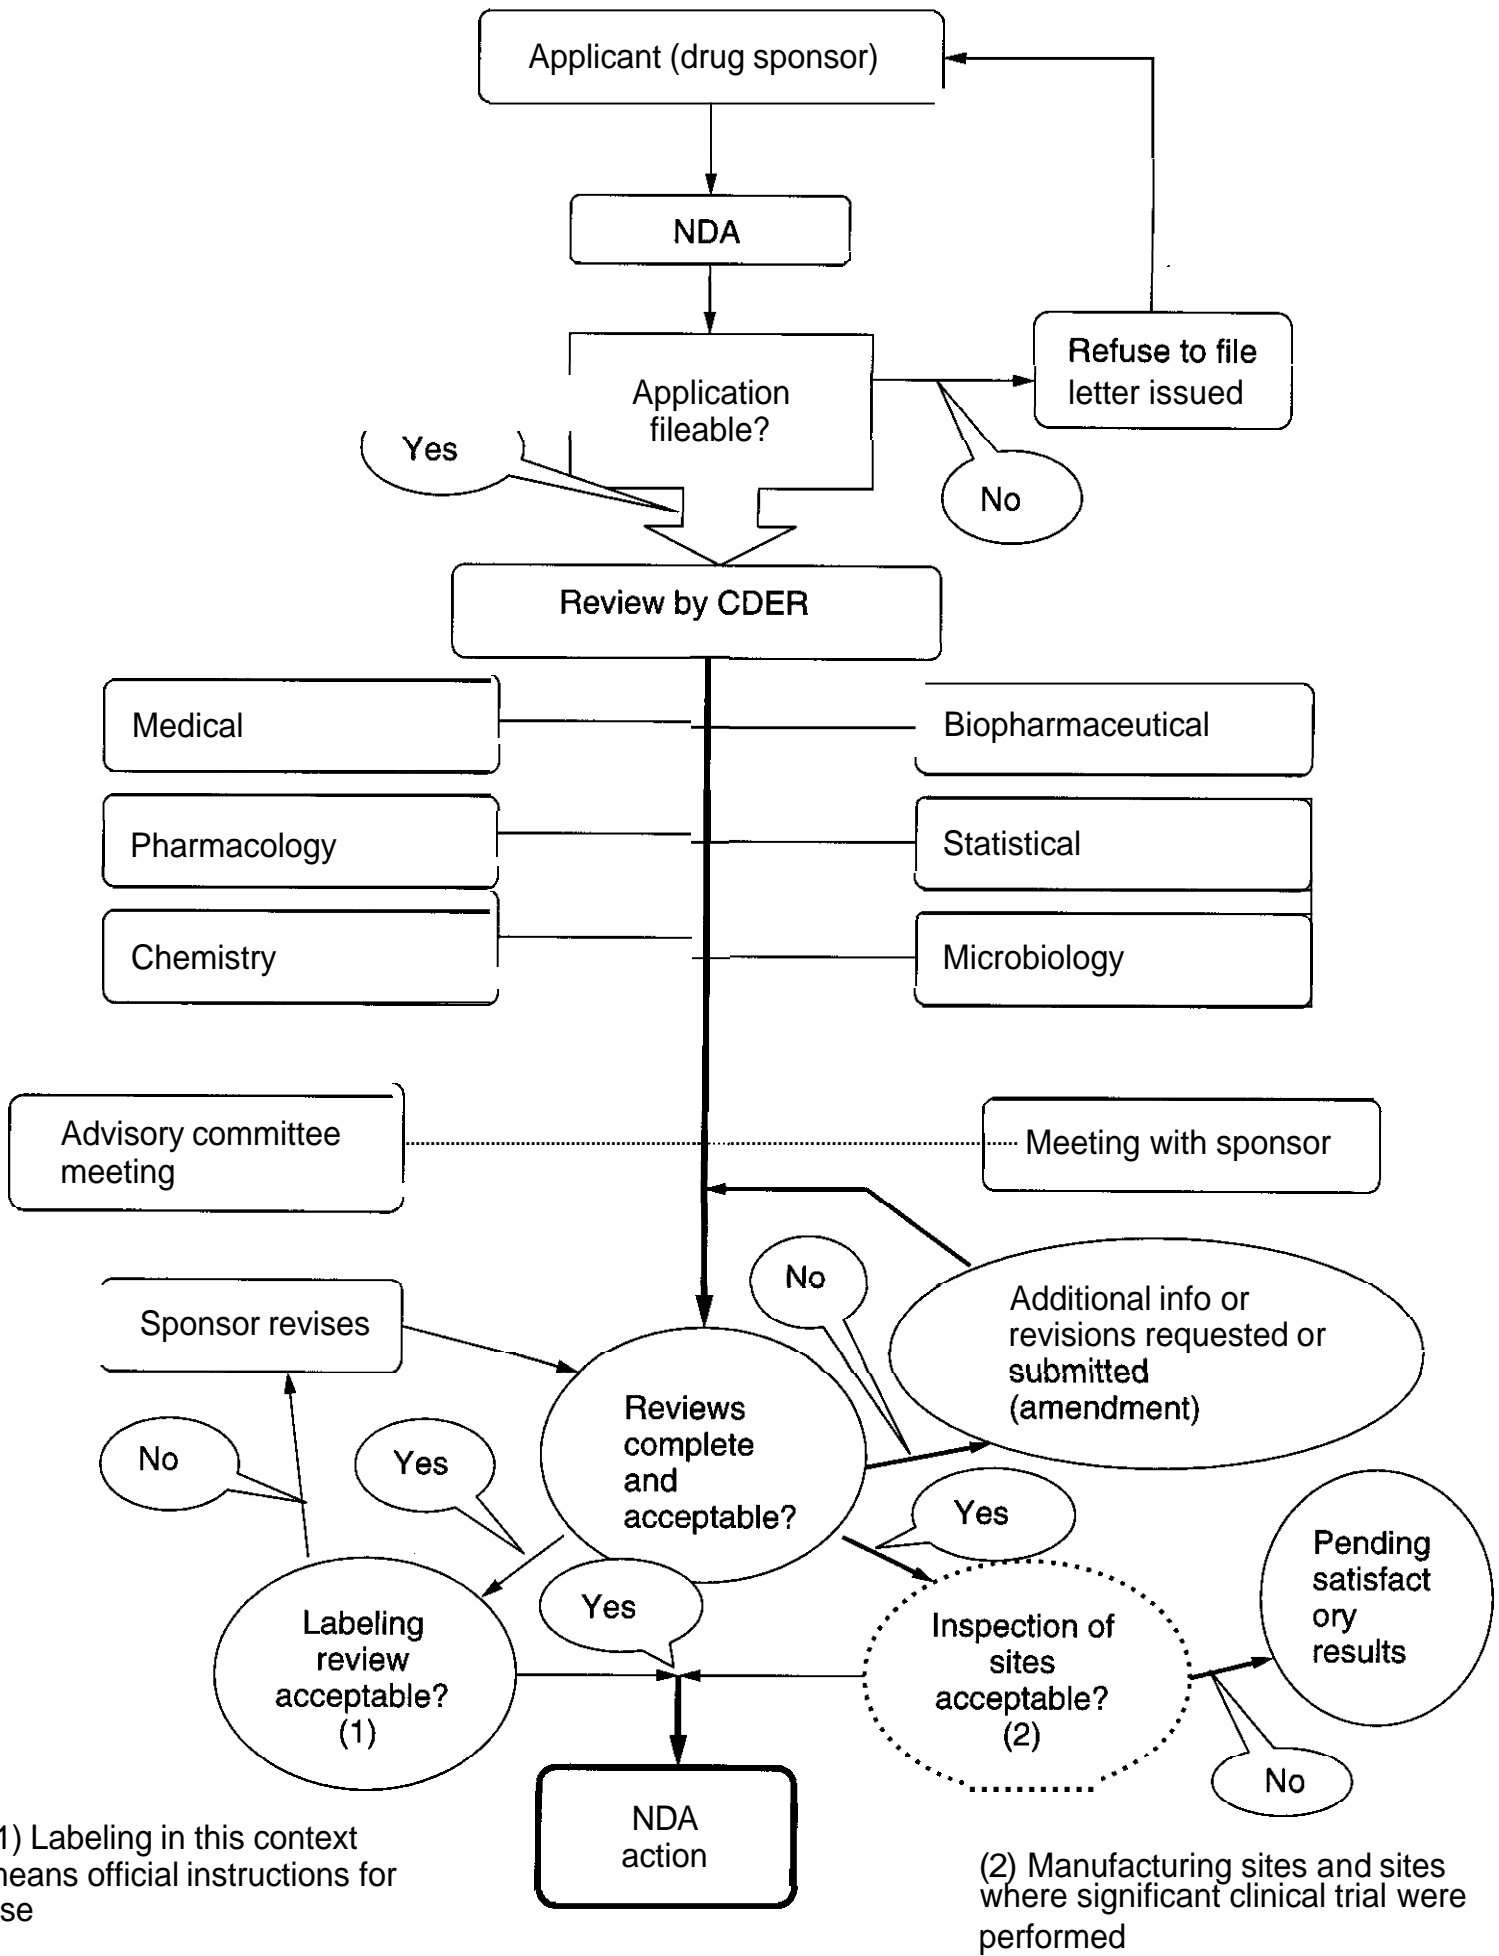 Applicant (drug sponsor)
NDA
Application
fileable?
Refuse to file
letter issued
Yes
No
Review by CDER
Medical
Biopharmaceutical
Pharmacology
Statistical
Chemistry
Microbiology
Advisory committee
meeting
Meeting with sponsor
No
Additional info or
revisions requested or
submitted
(amendment)
Sponsor revises
Reviews
complete
and
acceptable?
No
Yes
Yes
Pending
satisfact
ory
results
Yes
Labeling
review
acceptable?
(1)
Inspection of
sites
acceptable?
(2)
No
NDA
action
1) Labeling in this context
neans official instructions for
se
(2) Manufacturing sites and sites
where significant clinical trial were
performed